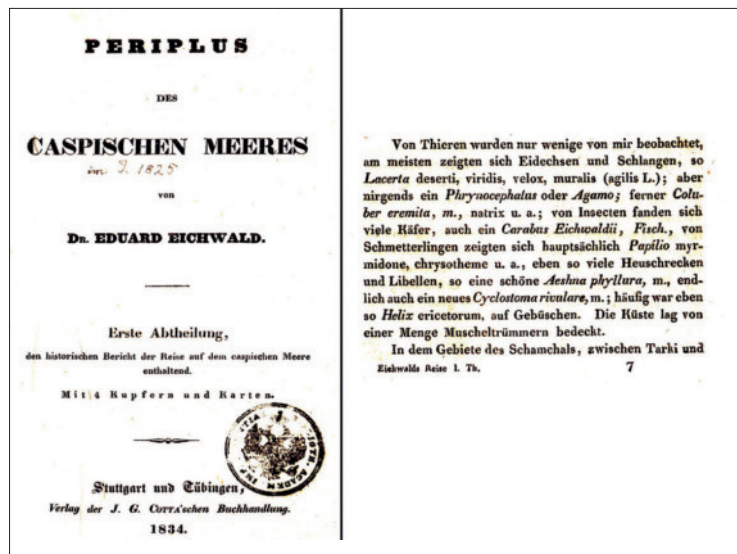 PERIPLUS
DES
CASPISCHEN MEERES
im J. 1825
von
DR. EDUARD EICHWALD.
Erste Abtheilung,
den historischen Bericht der Reise auf dem caspischen Meere
enthaltend.
Mit 4 Kupfern und Karten.
Stuttgart und Tübingen,
Verlag der J. G. COTTA'schen Buchhandlung.
1834.
Von Thieren wurden nur wenige von mir beobachtet,
am meisten zeigten sich Eidechsen und Schlangen, so
Lacerta deserti, viridis, velox, muralis (agilis L.); aber
nirgends ein Phrynocephalus oder Agamo; ferner Colu-
ber eremita, m., natrix u. a.; von Insecten fanden sich
viele Käfer, auch ein Carabus Eichwaldii, Fisch., von
Schmetterlingen zeigten sich hauptsächlich Papilio myr-
midone, chrysotheme u. a., eben so viele Heuschrecken
und Libellen, so eine schöne Aeshna phyllura, m., end-
lich auch ein neues Cyclostoma rivulare, m.; häufig war eben
so Helix ericetorum, auf Gebüschen. Die Küste lag von
einer Menge Muscheltrümmern bedeckt.
In dem Gebiete des Schamchals, zwischen Tarki und
Eichwalds Reise I. Th. 7